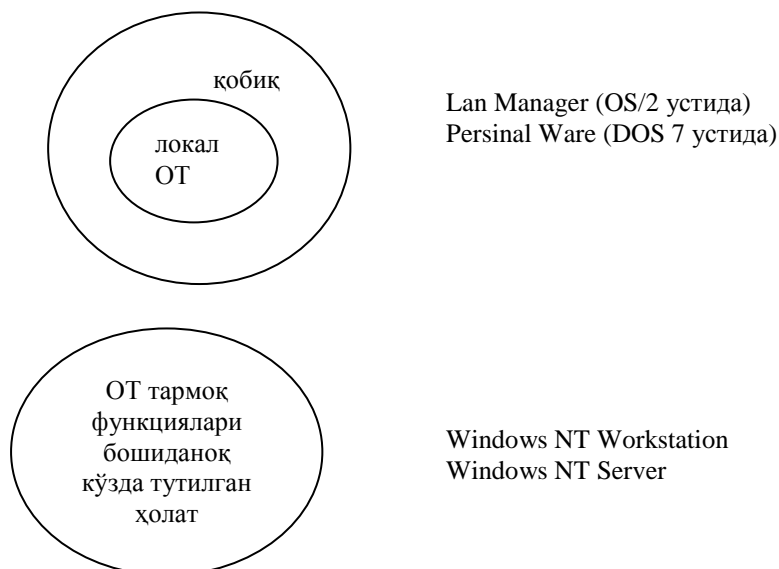 қобиқ
локал
ОТ
Lan Manager (OS/2 устида)
Persinal Ware (DOS 7 устида)
ОТ тармоқ
функциялари
бошиданоқ
кўзда тутилган
ҳолат
Windows NT Workstation
Windows NT Server